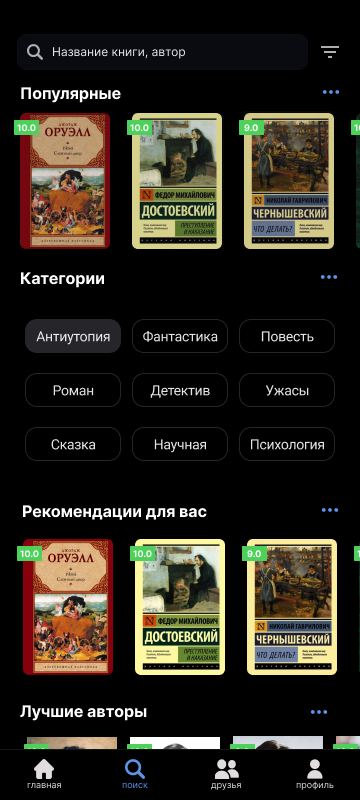 Название книги, автор
Популярные
10.0
ДЖОРДЖ
ОРУЭЛЛ
1984
Скотный двор
10.0
ФЕДОР МИХАЙЛОВИЧ
ДОСТОЕВСКИЙ
ПРЕСТУПЛЕНИЕ
И НАКАЗАНИЕ
9.0
НИКОЛАЙ ГАВРИЛОВИЧ
ЧЕРНЫШЕВСКИЙ
ЧТО ДЕЛАТЬ?
Категории
Антиутопия
Фантастика
Повесть
Роман
Детектив
Ужасы
Сказка
Научная
Психология
Рекомендации для вас
10.0
ДЖОРДЖ
ОРУЭЛЛ
1984
Скотный двор
10.0
ФЕДОР МИХАЙЛОВИЧ
ДОСТОЕВСКИЙ
ПРЕСТУПЛЕНИЕ
И НАКАЗАНИЕ
9.0
НИКОЛАЙ ГАВРИЛОВИЧ
ЧЕРНЫШЕВСКИЙ
ЧТО ДЕЛАТЬ?
Лучшие авторы
главная
поиск
друзья
профиль